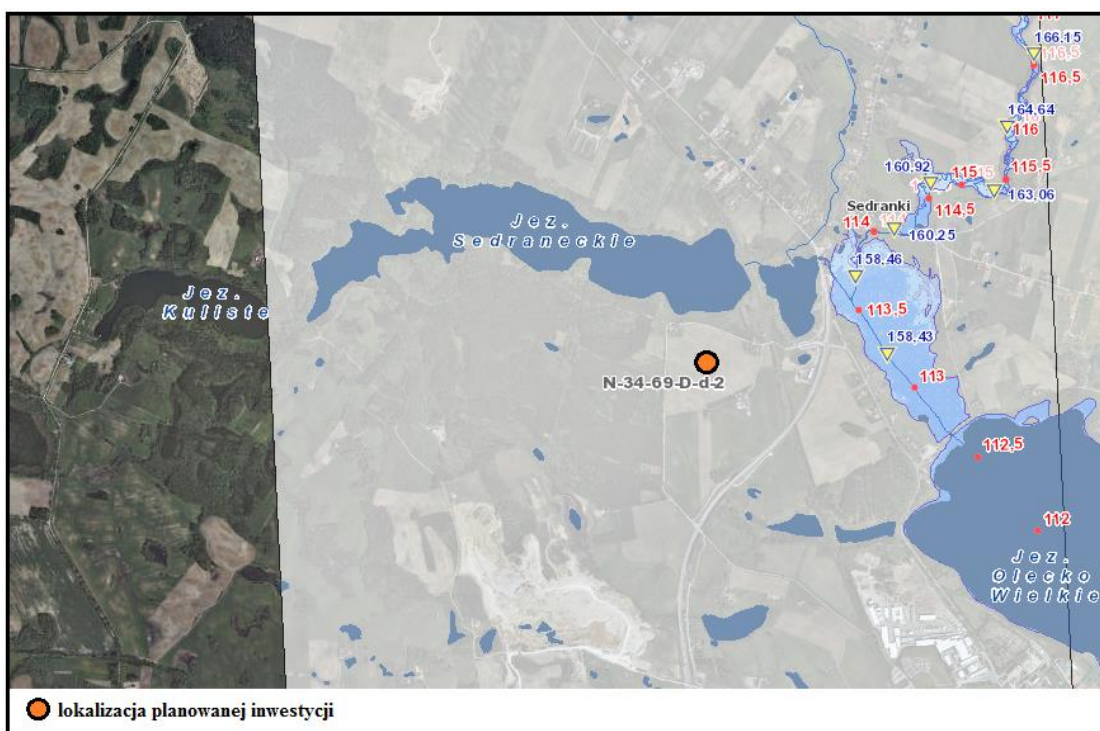 166,15
116,5
116,5
164,64
116
160,92
115
115,5
163,06
Sedranki
114
114,5
160,25
Jez.
Sedraneckie
158,46
Jez.
Kuliste
113,5
158,43
N-34-69-D-d-2
113
112,5
112
Jez.
Olecko
Wielkie
lokalizacja planowanej inwestycji